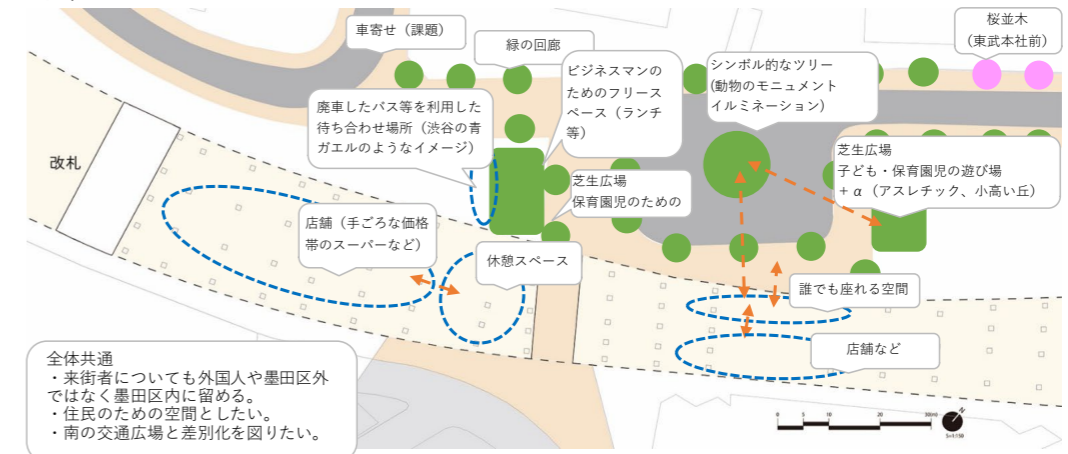 車寄せ（課題）
緑の回廊
桜並木
（東武本社前）
ビジネスマンの
ためのフリース
ペース（ランチ
等）
シンボル的なツリー
(動物のモニュメント
イルミネーション）
廃車したバス等を利用した
待ち合わせ場所（渋谷の青
ガエルのようなイメージ）
改札
芝生広場
保育園児のための
芝生広場
子ども・保育園児の遊び場
＋α（アスレチック、小高い丘）
店舗（手ごろな価格
帯のスーパーなど）
休憩スペース
誰でも座れる空間
店舗など
全体共通
・来街者についても外国人や墨田区外
ではなく墨田区内に留める。
・住民のための空間としたい。
・南の交通広場と差別化を図りたい。
0 5 10 20 30(m)
N